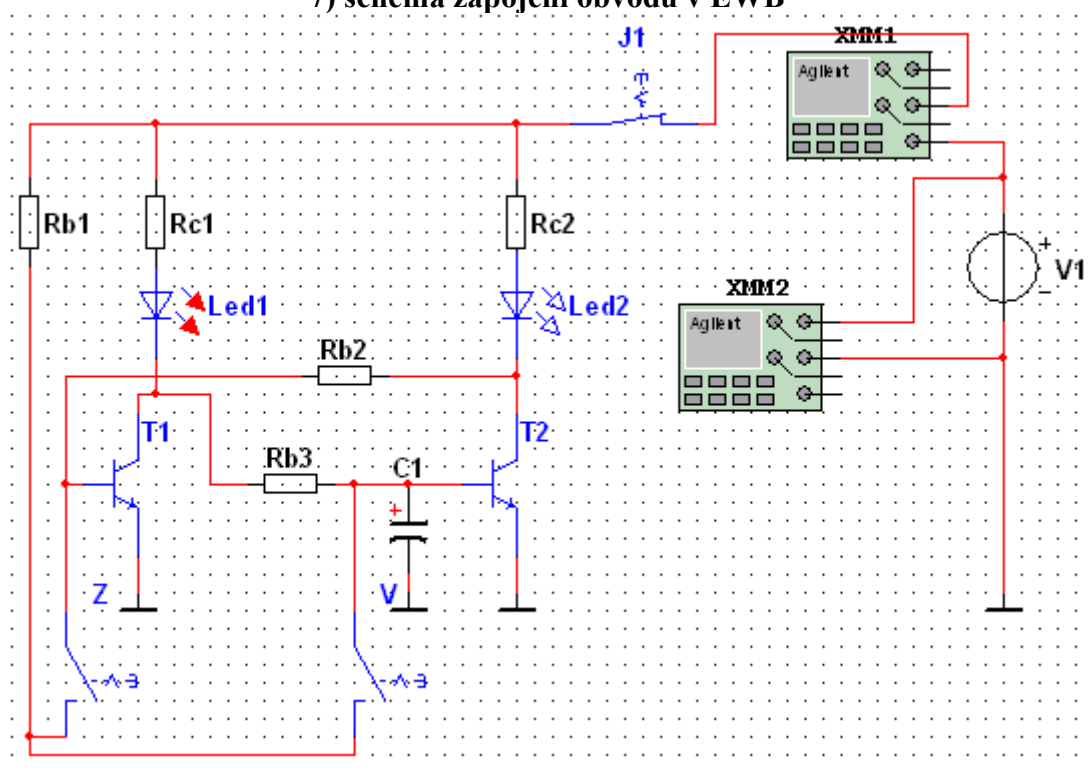 7) schéma zapojení obvodu v EWB
J1
XMM1
Agilent
Rb1
Rc1
Rc2
V1
XMM2
Led1
Led2
Agilent
Rb2
T1
T2
Rb3
C1
Z
V